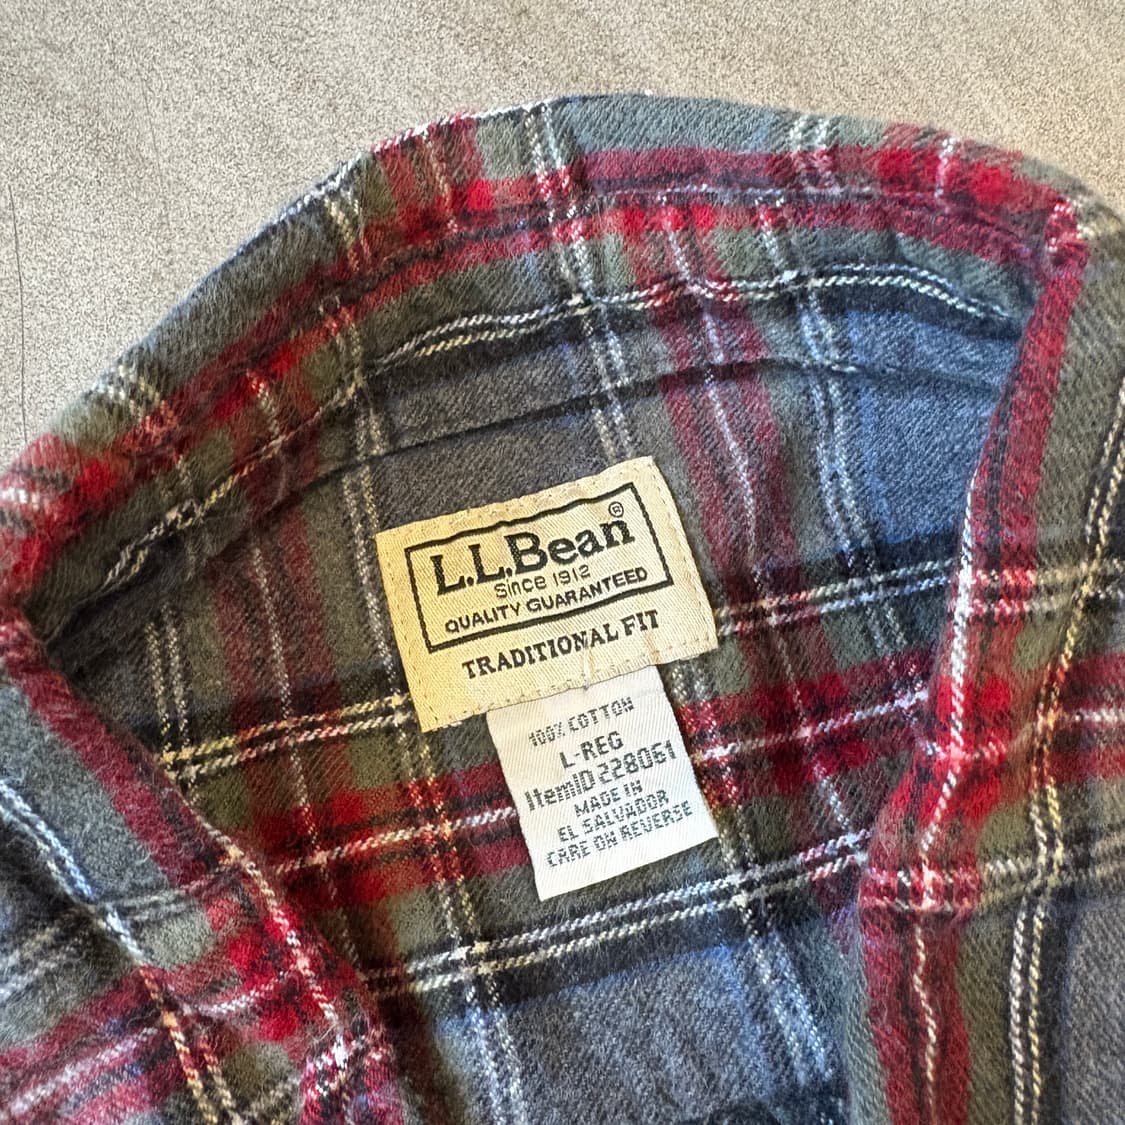 L.L.Bean®
Since 1912
QUALITY GUARANTEED
TRADITIONAL FIT
100% COTTON
L-REG
ItemID 228061
MADE IN
EL SALVADOR
CARE ON REVERSE